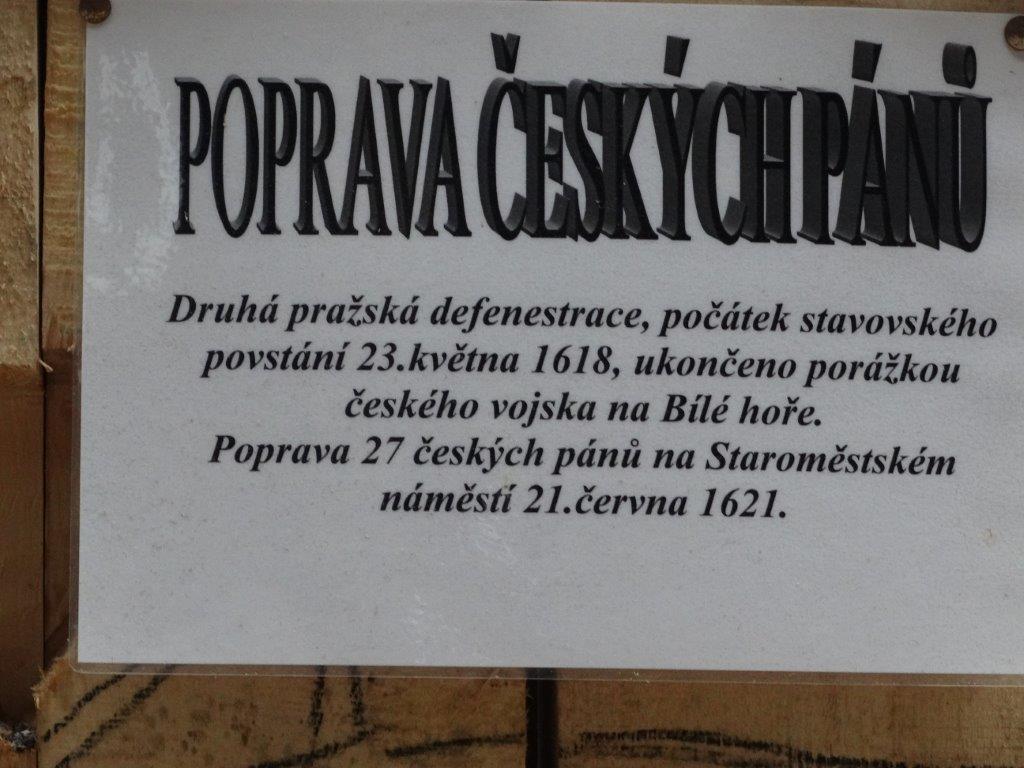 POPRAVA ČESKÝCH PÁNŮ
Druhá pražská defenestrace, počátek stavovského
povstání 23.května 1618, ukončeno porážkou
českého vojska na Bílé hoře.
Poprava 27 českých pánů na Staroměstském
náměstí 21.června 1621.